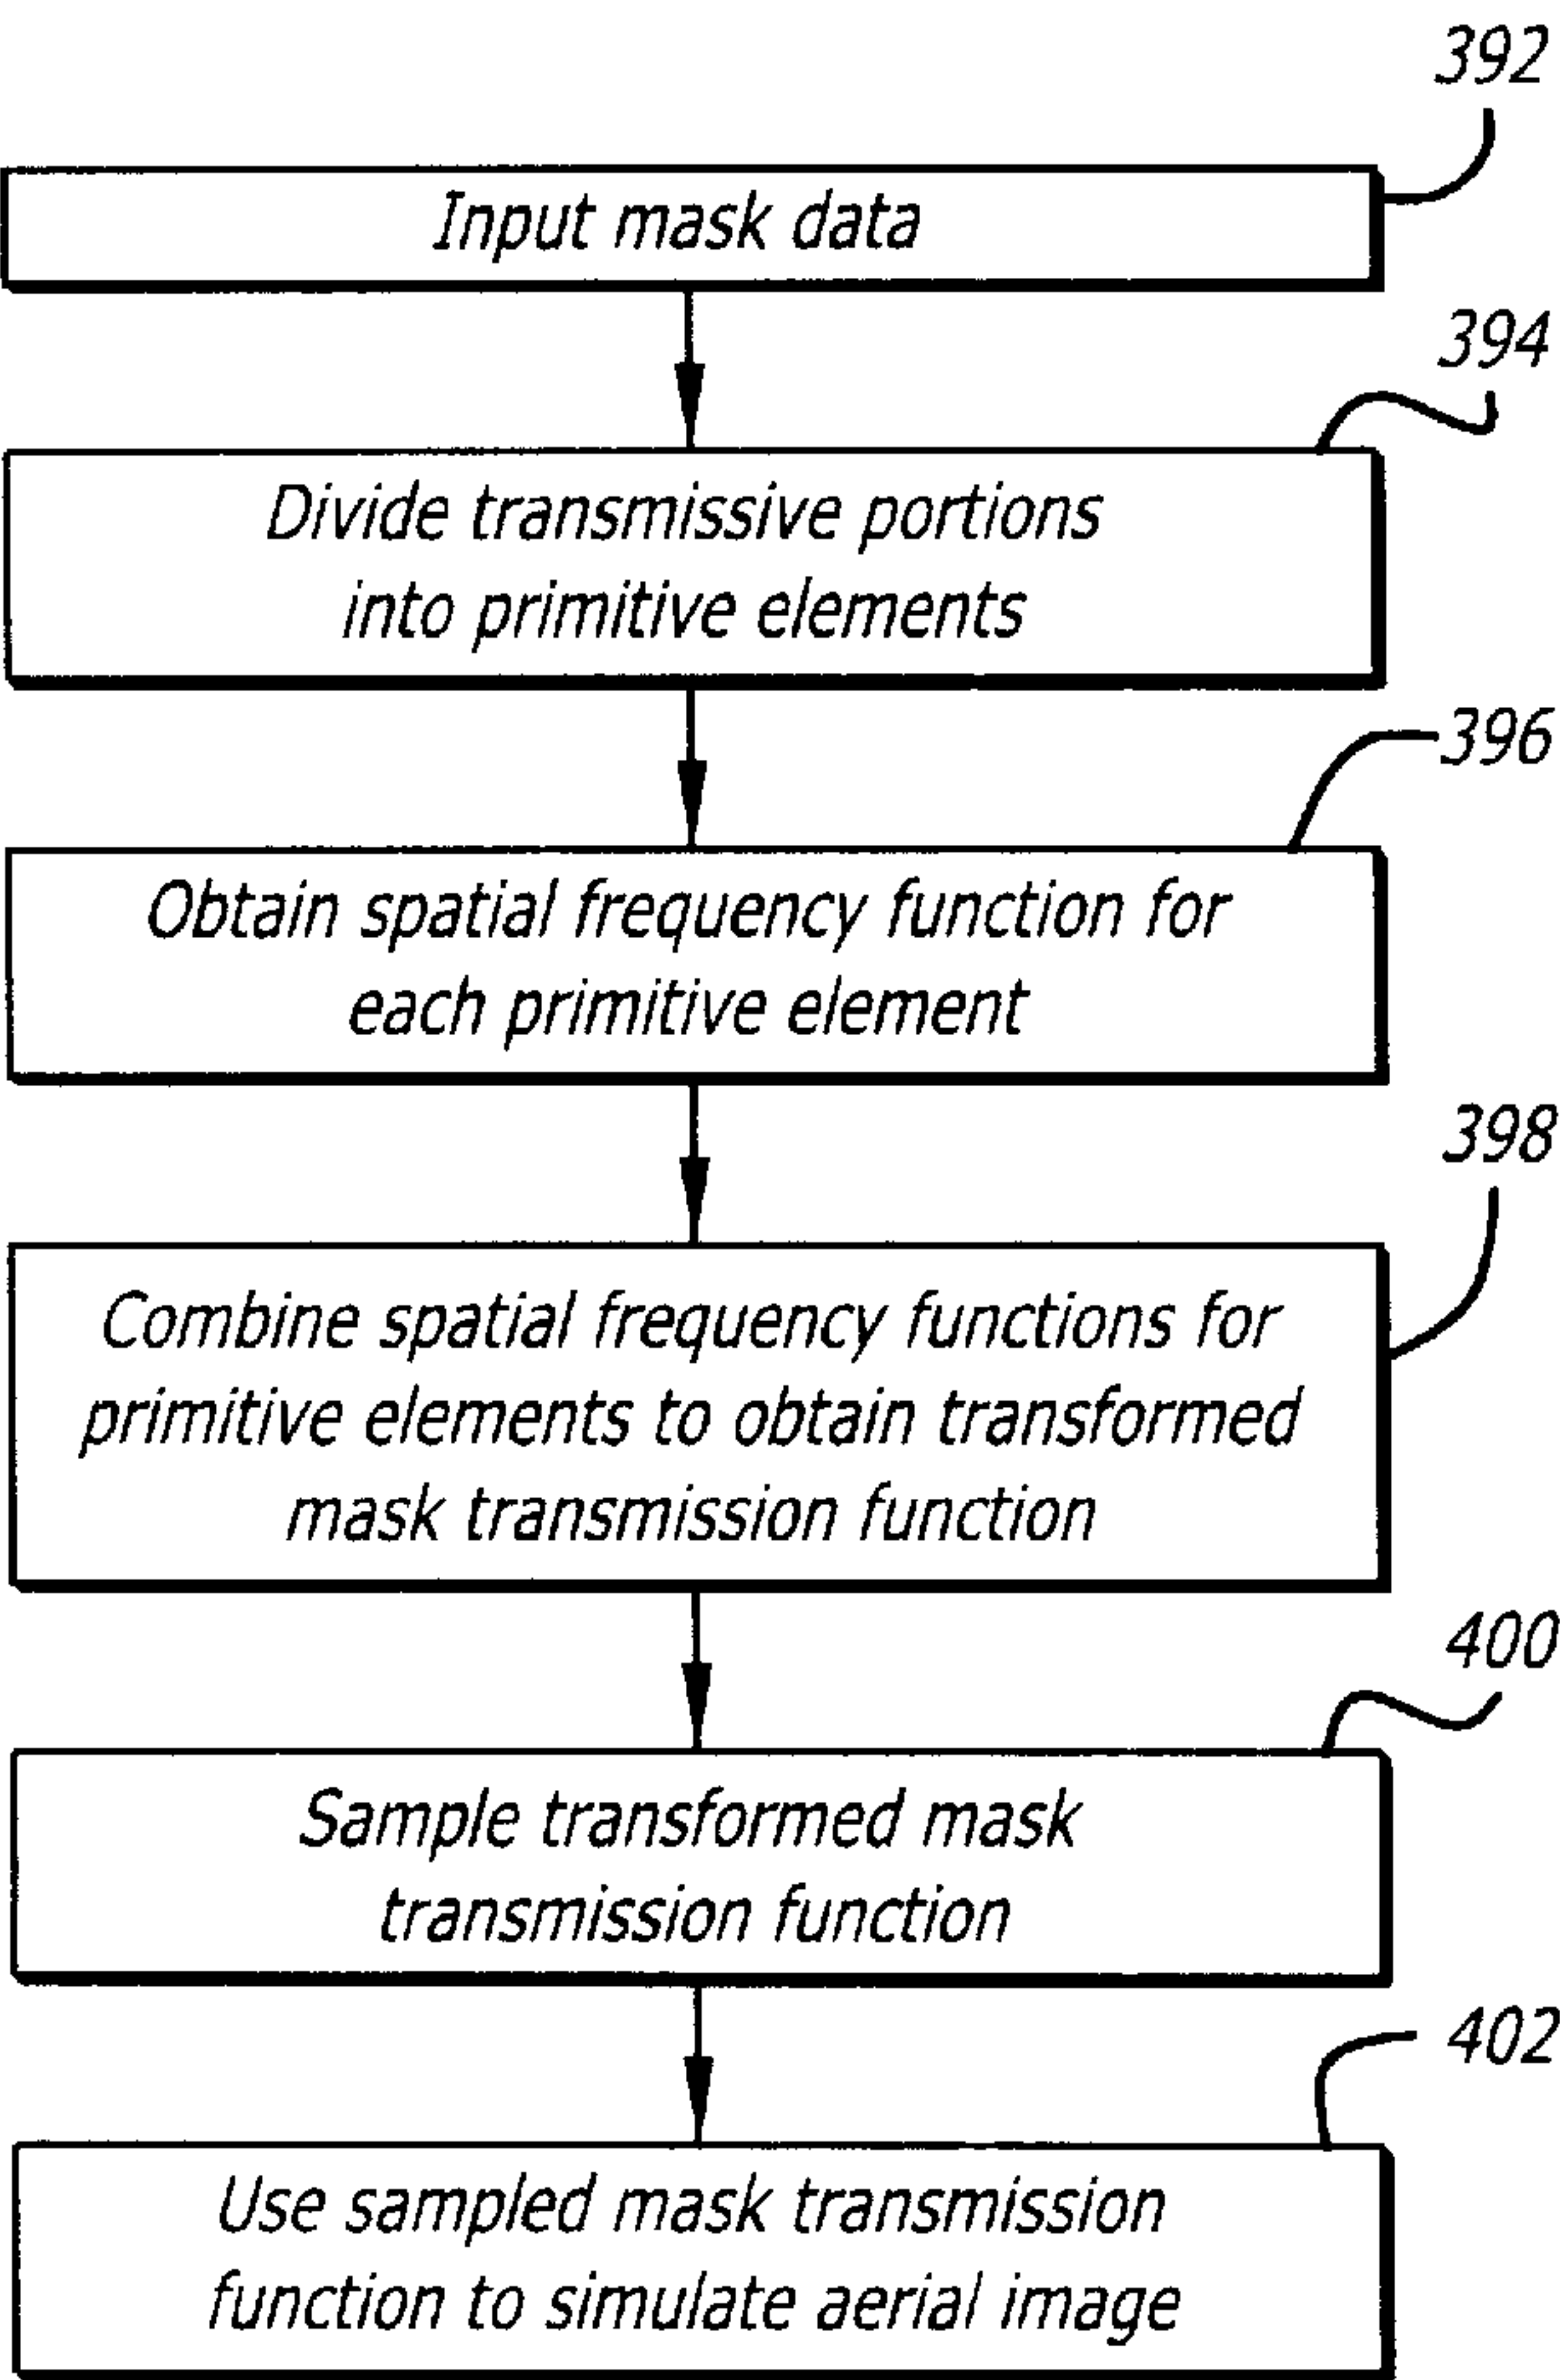 392
Input mask data
394
Divide transmissive portions
into primitive elements
396
Obtain spatial frequency function for
each primitive element
398
Combine spatial frequency functions for
primitive elements to obtain transformed
mask transmission function
400
Sample transformed mask
transmission function
402
Use sampled mask transmission
function to simulate aerial image